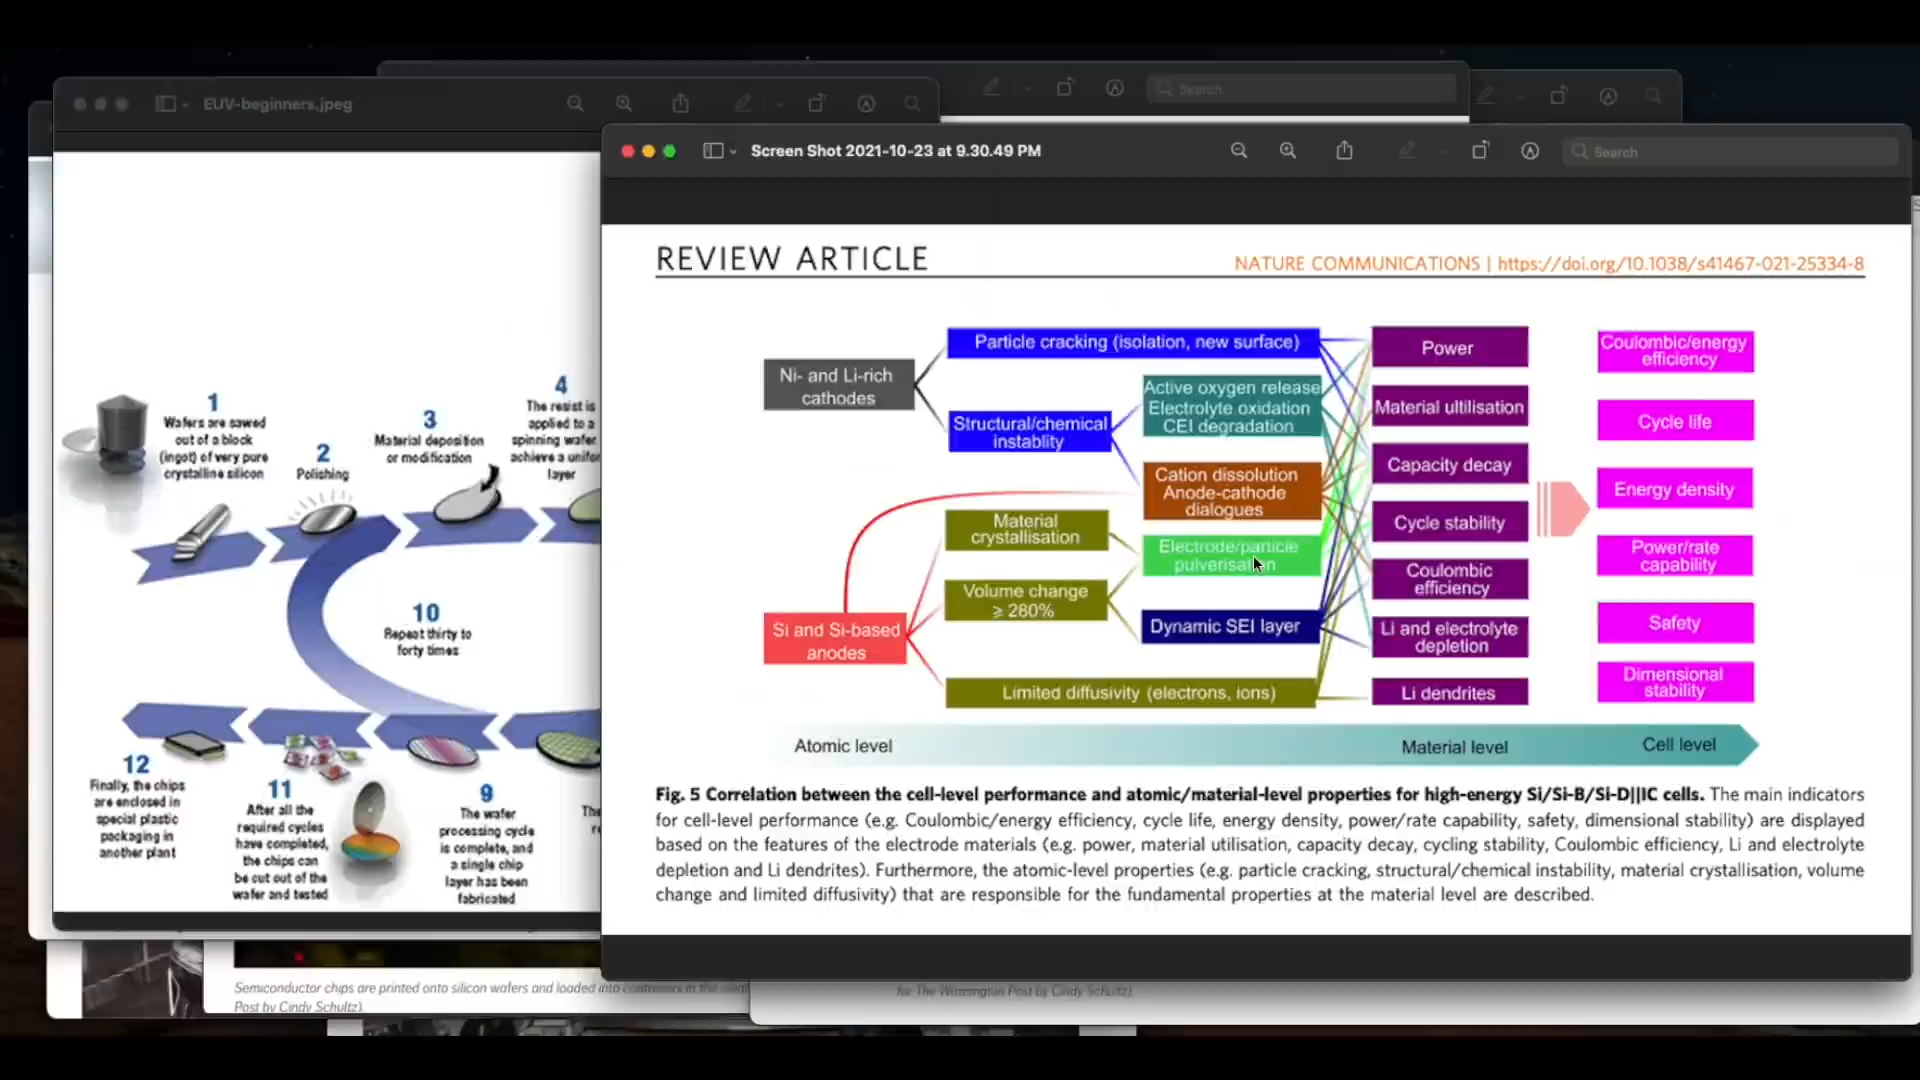 EUV-beginners.jpeg
Search
1
Wafers are sawed
out of a block
(ingot) of very pure
crystalline silicon
2
Polishing
3
Material deposition
or modification
4
The resist is
applied to a
spinning wafer
achieve a
layer
10
Repeat thirty to
forty times
12
Finally, the chips
are enclosed in
special plastic
packaging in
another plant
11
After all the
required cycles
have completed,
the chips can
be cut out of the
wafer and tested
9
The wafer
processing cycle
is complete, and
a single chip
layer has been
fabricated
Semiconductor chips are printed onto silicon wafers and loaded into containers in the
Post by Cindy Schultz).
for The Washington Post by Cindy Schultz).
Screen Shot 2021-10-23 at 9.30.49 PM
Search
REVIEW ARTICLE
NATURE COMMUNICATIONS | https://doi.org/10.1038/s41467-021-25334-8
Ni- and Li-rich
cathodes
Particle cracking (isolation, new surface)
Structural/chemical
instablity
Active oxygen release
Electrolyte oxidation
CEI degradation
Cation dissolution
Anode-cathode
dialogues
Material
crystallisation
Electrode/particle
pulverisation
Volume change
≥ 280%
Dynamic SEI layer
Si and Si-based
anodes
Limited diffusivity (electrons, ions)
Power
Material ultilisation
Capacity decay
Cycle stability
Coulombic
efficiency
Li and electrolyte
depletion
Li dendrites
Coulombic/energy
efficiency
Cycle life
Energy density
Power/rate
capability
Safety
Dimensional
stability
Atomic level
Material level
Cell level
Fig. 5 Correlation between the cell-level performance and atomic/material-level properties for high-energy Si/Si-B/Si-D||IC cells. The main indicators
for cell-level performance (e.g. Coulombic/energy efficiency, cycle life, energy density, power/rate capability, safety, dimensional stability) are displayed
based on the features of the electrode materials (e.g. power, material utilisation, capacity decay, cycling stability, Coulombic efficiency, Li and electrolyte
depletion and Li dendrites). Furthermore, the atomic-level properties (e.g. particle cracking, structural/chemical instability, material crystallisation, volume
change and limited diffusivity) that are responsible for the fundamental properties at the material level are described.